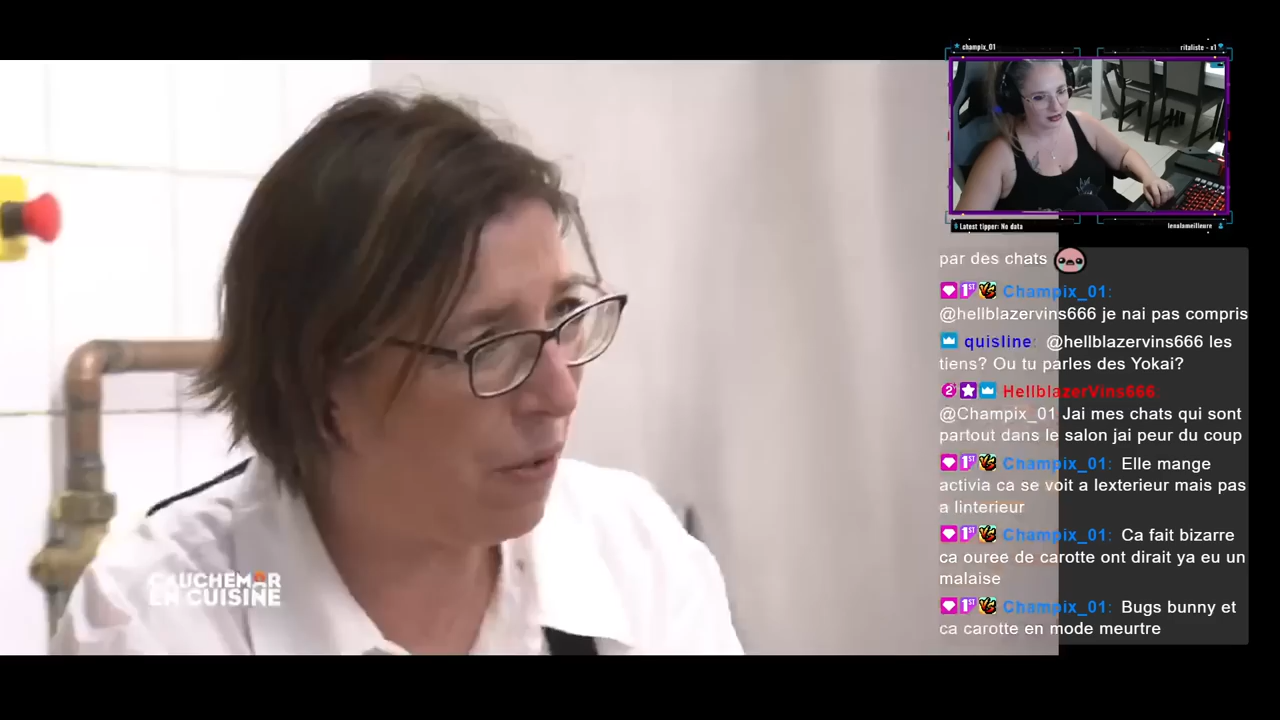 champix_01
ritaliste - x1
Latest tipper: No data
lenalameilleure
par des chats
Champix_01:
@hellblazervins666 je nai pas compris
quisline: @hellblazervins666 les
tiens? Ou tu parles des Yokai?
HellblazerVins666:
@Champix_01 Jai mes chats qui sont
partout dans le salon jai peur du coup
Champix_01: Elle mange
activia ca se voit a lexterieur mais pas
a linterieur
Champix_01: Ca fait bizarre
ca ouree de carotte ont dirait ya eu un
malaise
Champix_01: Bugs bunny et
ca carotte en mode meurtre
CAUCHEMAR
EN CUISINE